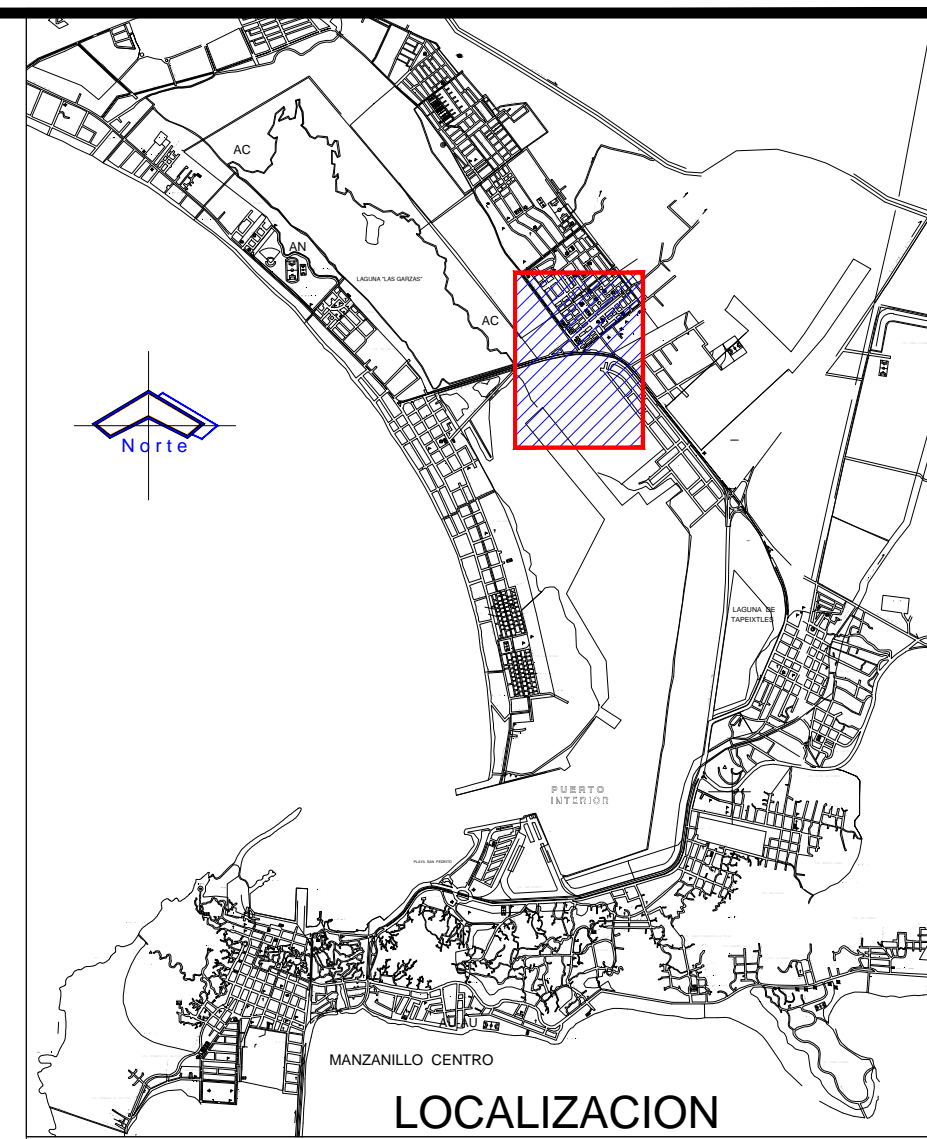 AC
AN
LAGUNA "LAS GARZAS"
AC
Norte
LAGUNA DE
TAPEIXTLES
PUERTO
INTERIOR
PLAYA SAN PEDRITO
MANZANILLO CENTRO
LOCALIZACION